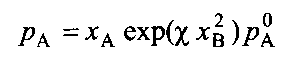 p_A = x_A exp(χ x_B^2) p_A^0